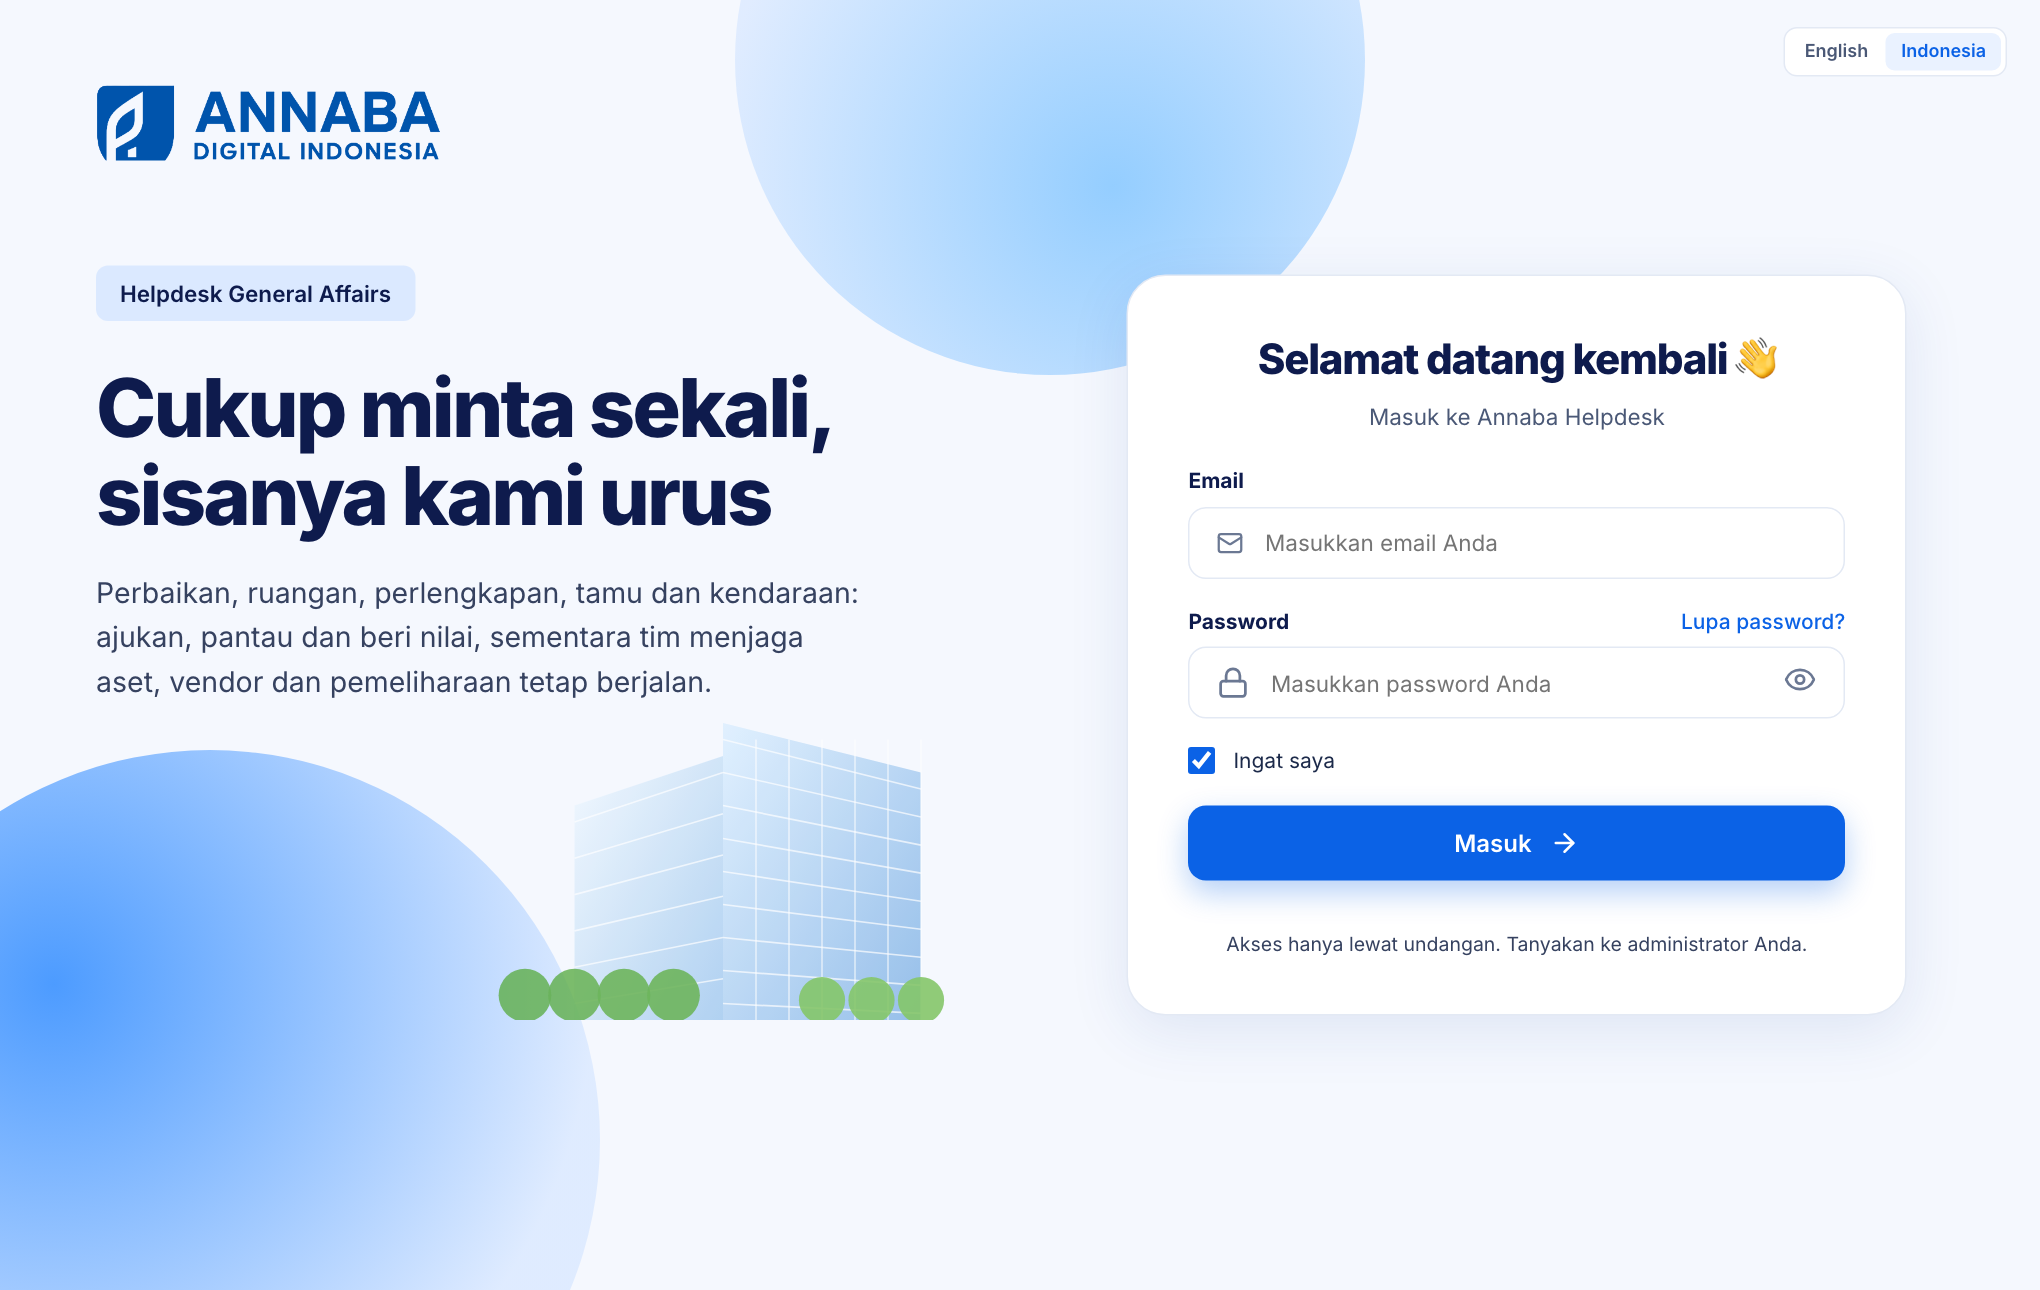 English
Indonesia
ANNABA
DIGITAL INDONESIA
Helpdesk General Affairs
Cukup minta sekali,
sisanya kami urus
Perbaikan, ruangan, perlengkapan, tamu dan kendaraan:
ajukan, pantau dan beri nilai, sementara tim menjaga
aset, vendor dan pemeliharaan tetap berjalan.
Selamat datang kembali 👋
Masuk ke Annaba Helpdesk
Email
Masukkan email Anda
Password
Lupa password?
Masukkan password Anda
Ingat saya
Masuk →
Akses hanya lewat undangan. Tanyakan ke administrator Anda.